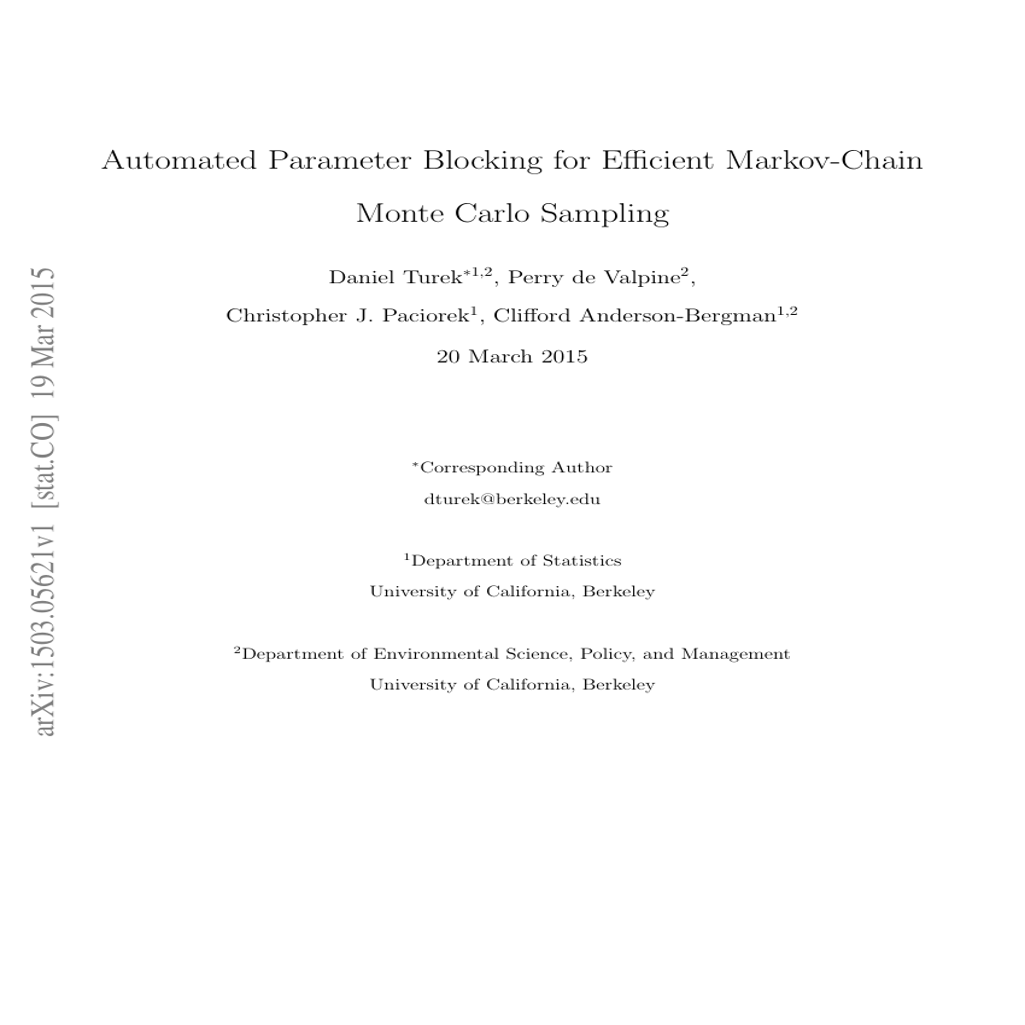 Automated Parameter Blocking for Efficient Markov-Chain
Monte Carlo Sampling
Daniel Turek*1,2, Perry de Valpine2,
Christopher J. Paciorek1, Clifford Anderson-Bergman1,2
20 March 2015
*Corresponding Author
dturek@berkeley.edu
1Department of Statistics
University of California, Berkeley
2Department of Environmental Science, Policy, and Management
University of California, Berkeley
arXiv:1503.05621v1 [stat.CO] 19 Mar 2015